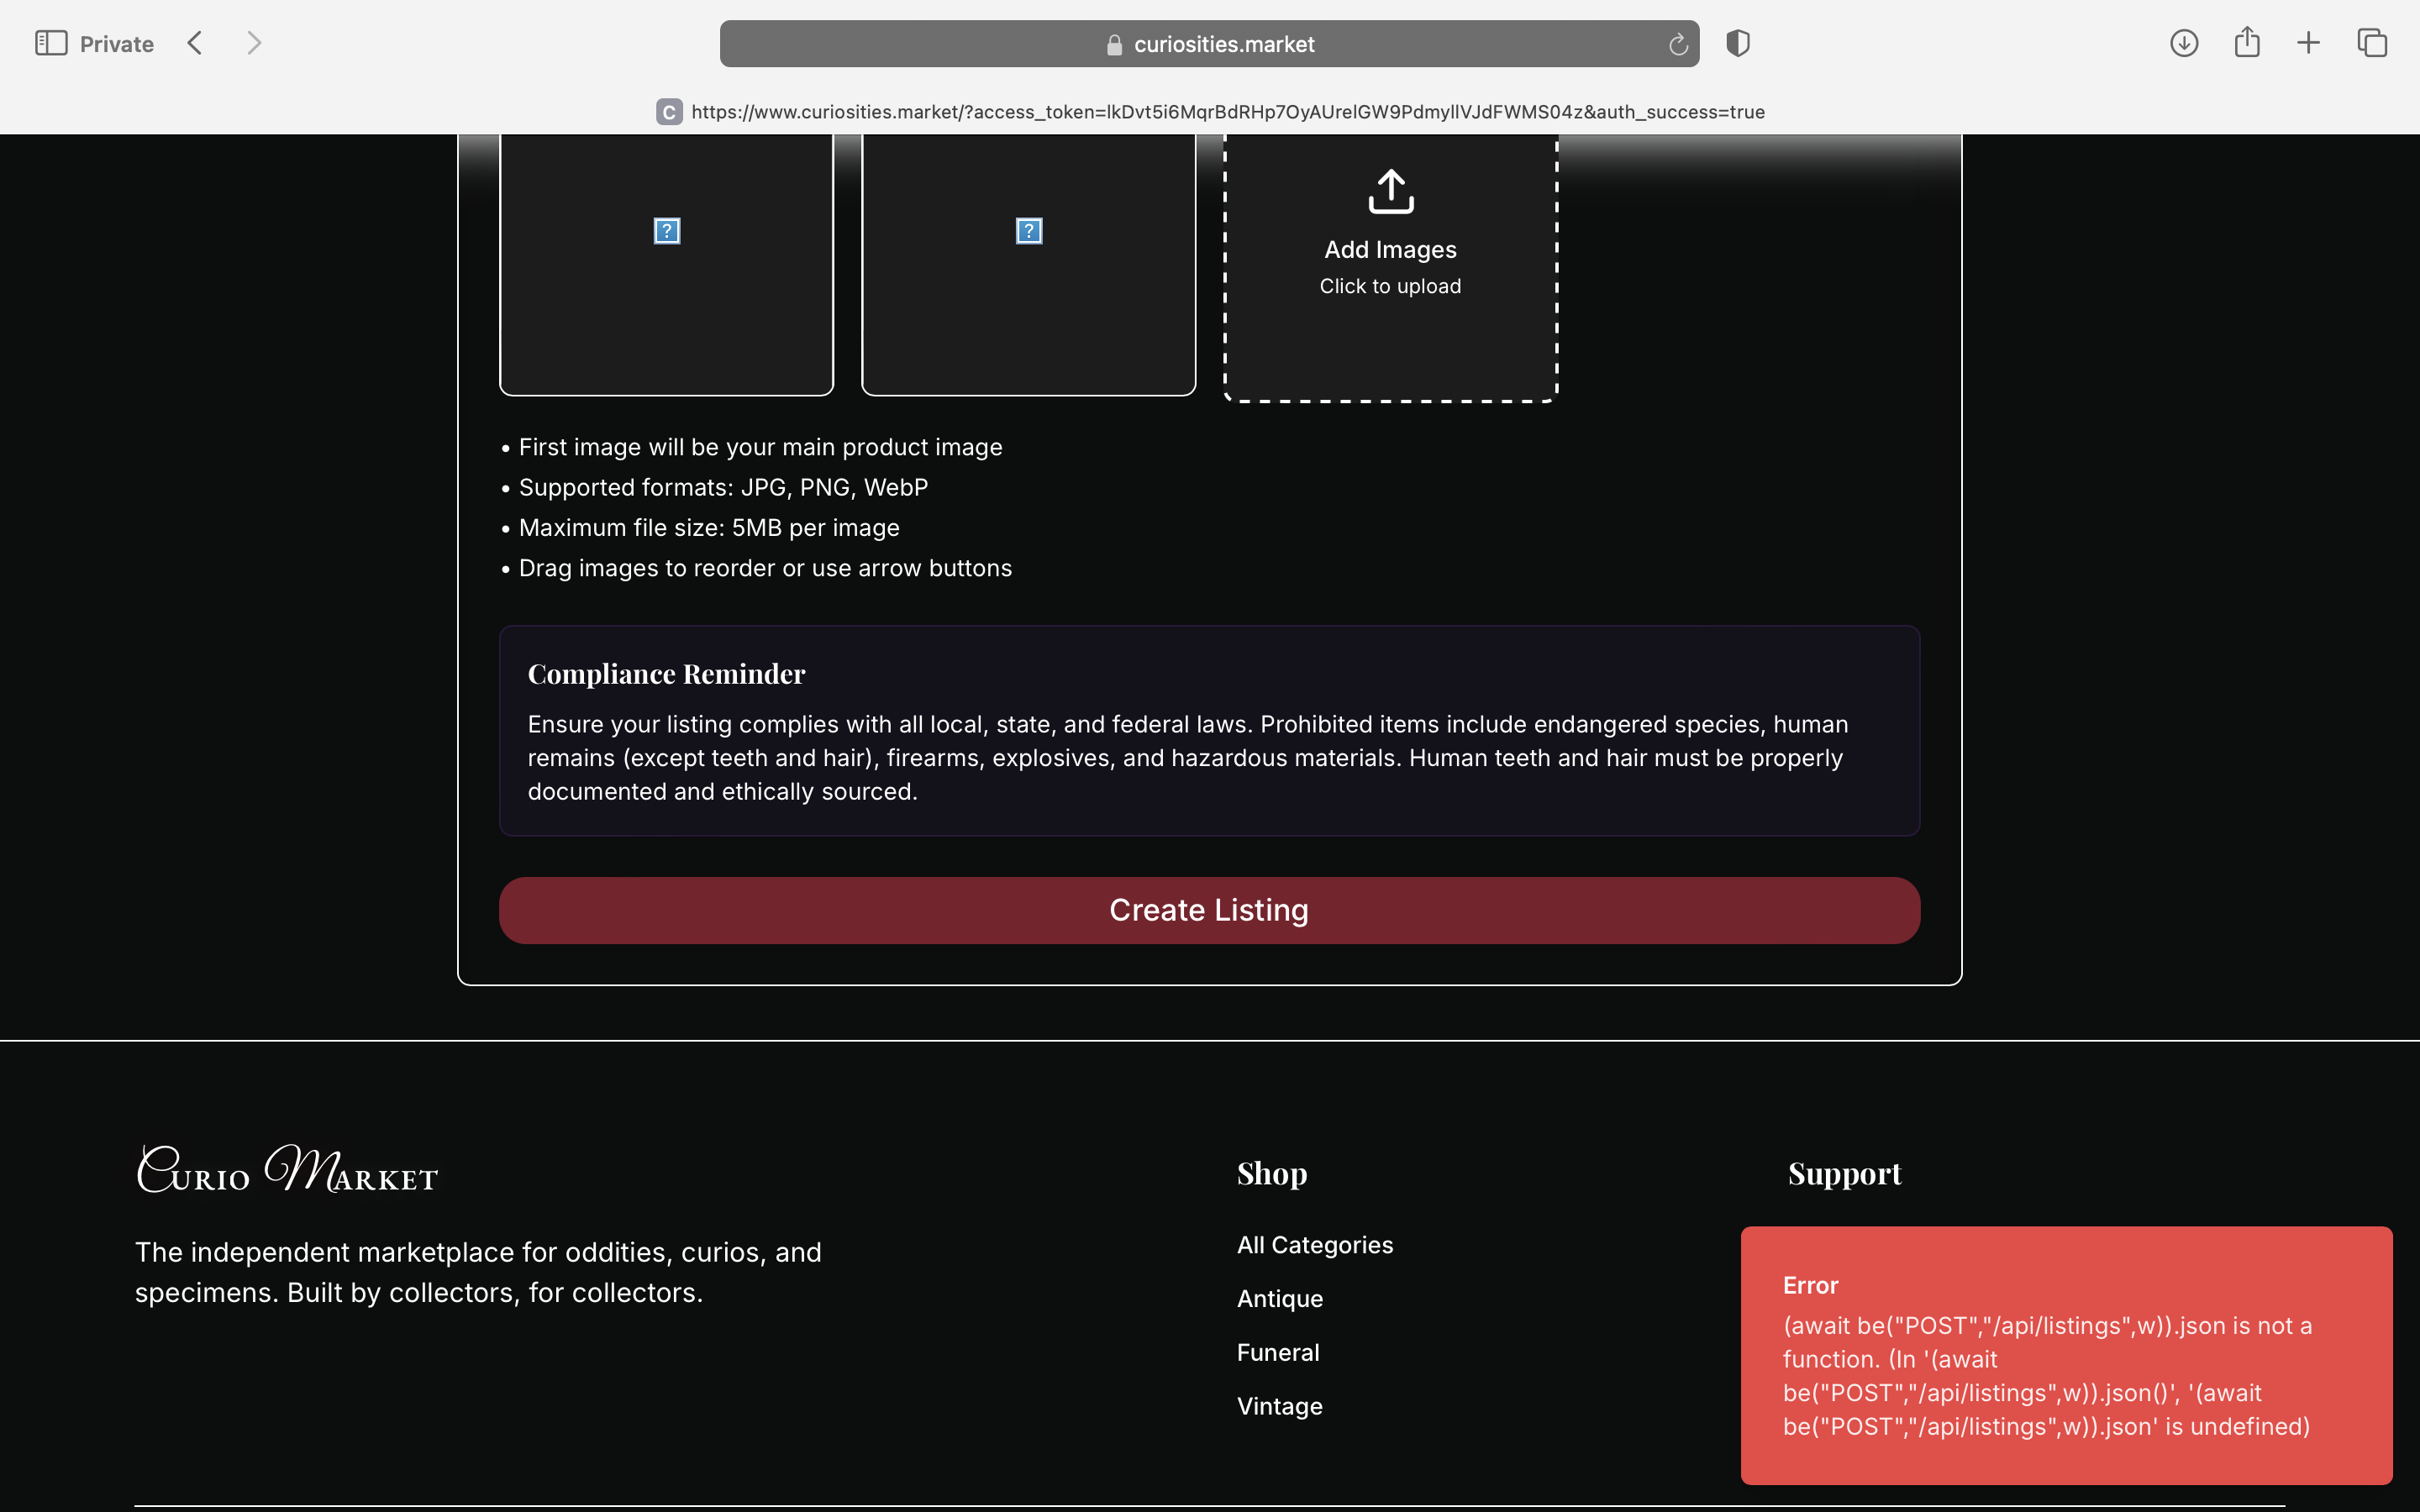 Private
curiosities.market
C https://www.curiosities.market/?access_token=lkDvt5i6MqrBdRHp7OyAUrelGW9PdmyllVJdFWMS04z&auth_success=true
?
?
Add Images
Click to upload
• First image will be your main product image
• Supported formats: JPG, PNG, WebP
• Maximum file size: 5MB per image
• Drag images to reorder or use arrow buttons
Compliance Reminder
Ensure your listing complies with all local, state, and federal laws. Prohibited items include endangered species, human
remains (except teeth and hair), firearms, explosives, and hazardous materials. Human teeth and hair must be properly
documented and ethically sourced.
Create Listing
Curio Market
The independent marketplace for oddities, curios, and
specimens. Built by collectors, for collectors.
Shop
All Categories
Antique
Funeral
Vintage
Support
Error
(await be("POST","/api/listings",w)).json is not a
function. (In '(await
be("POST","/api/listings",w)).json()', '(await
be("POST","/api/listings",w)).json' is undefined)